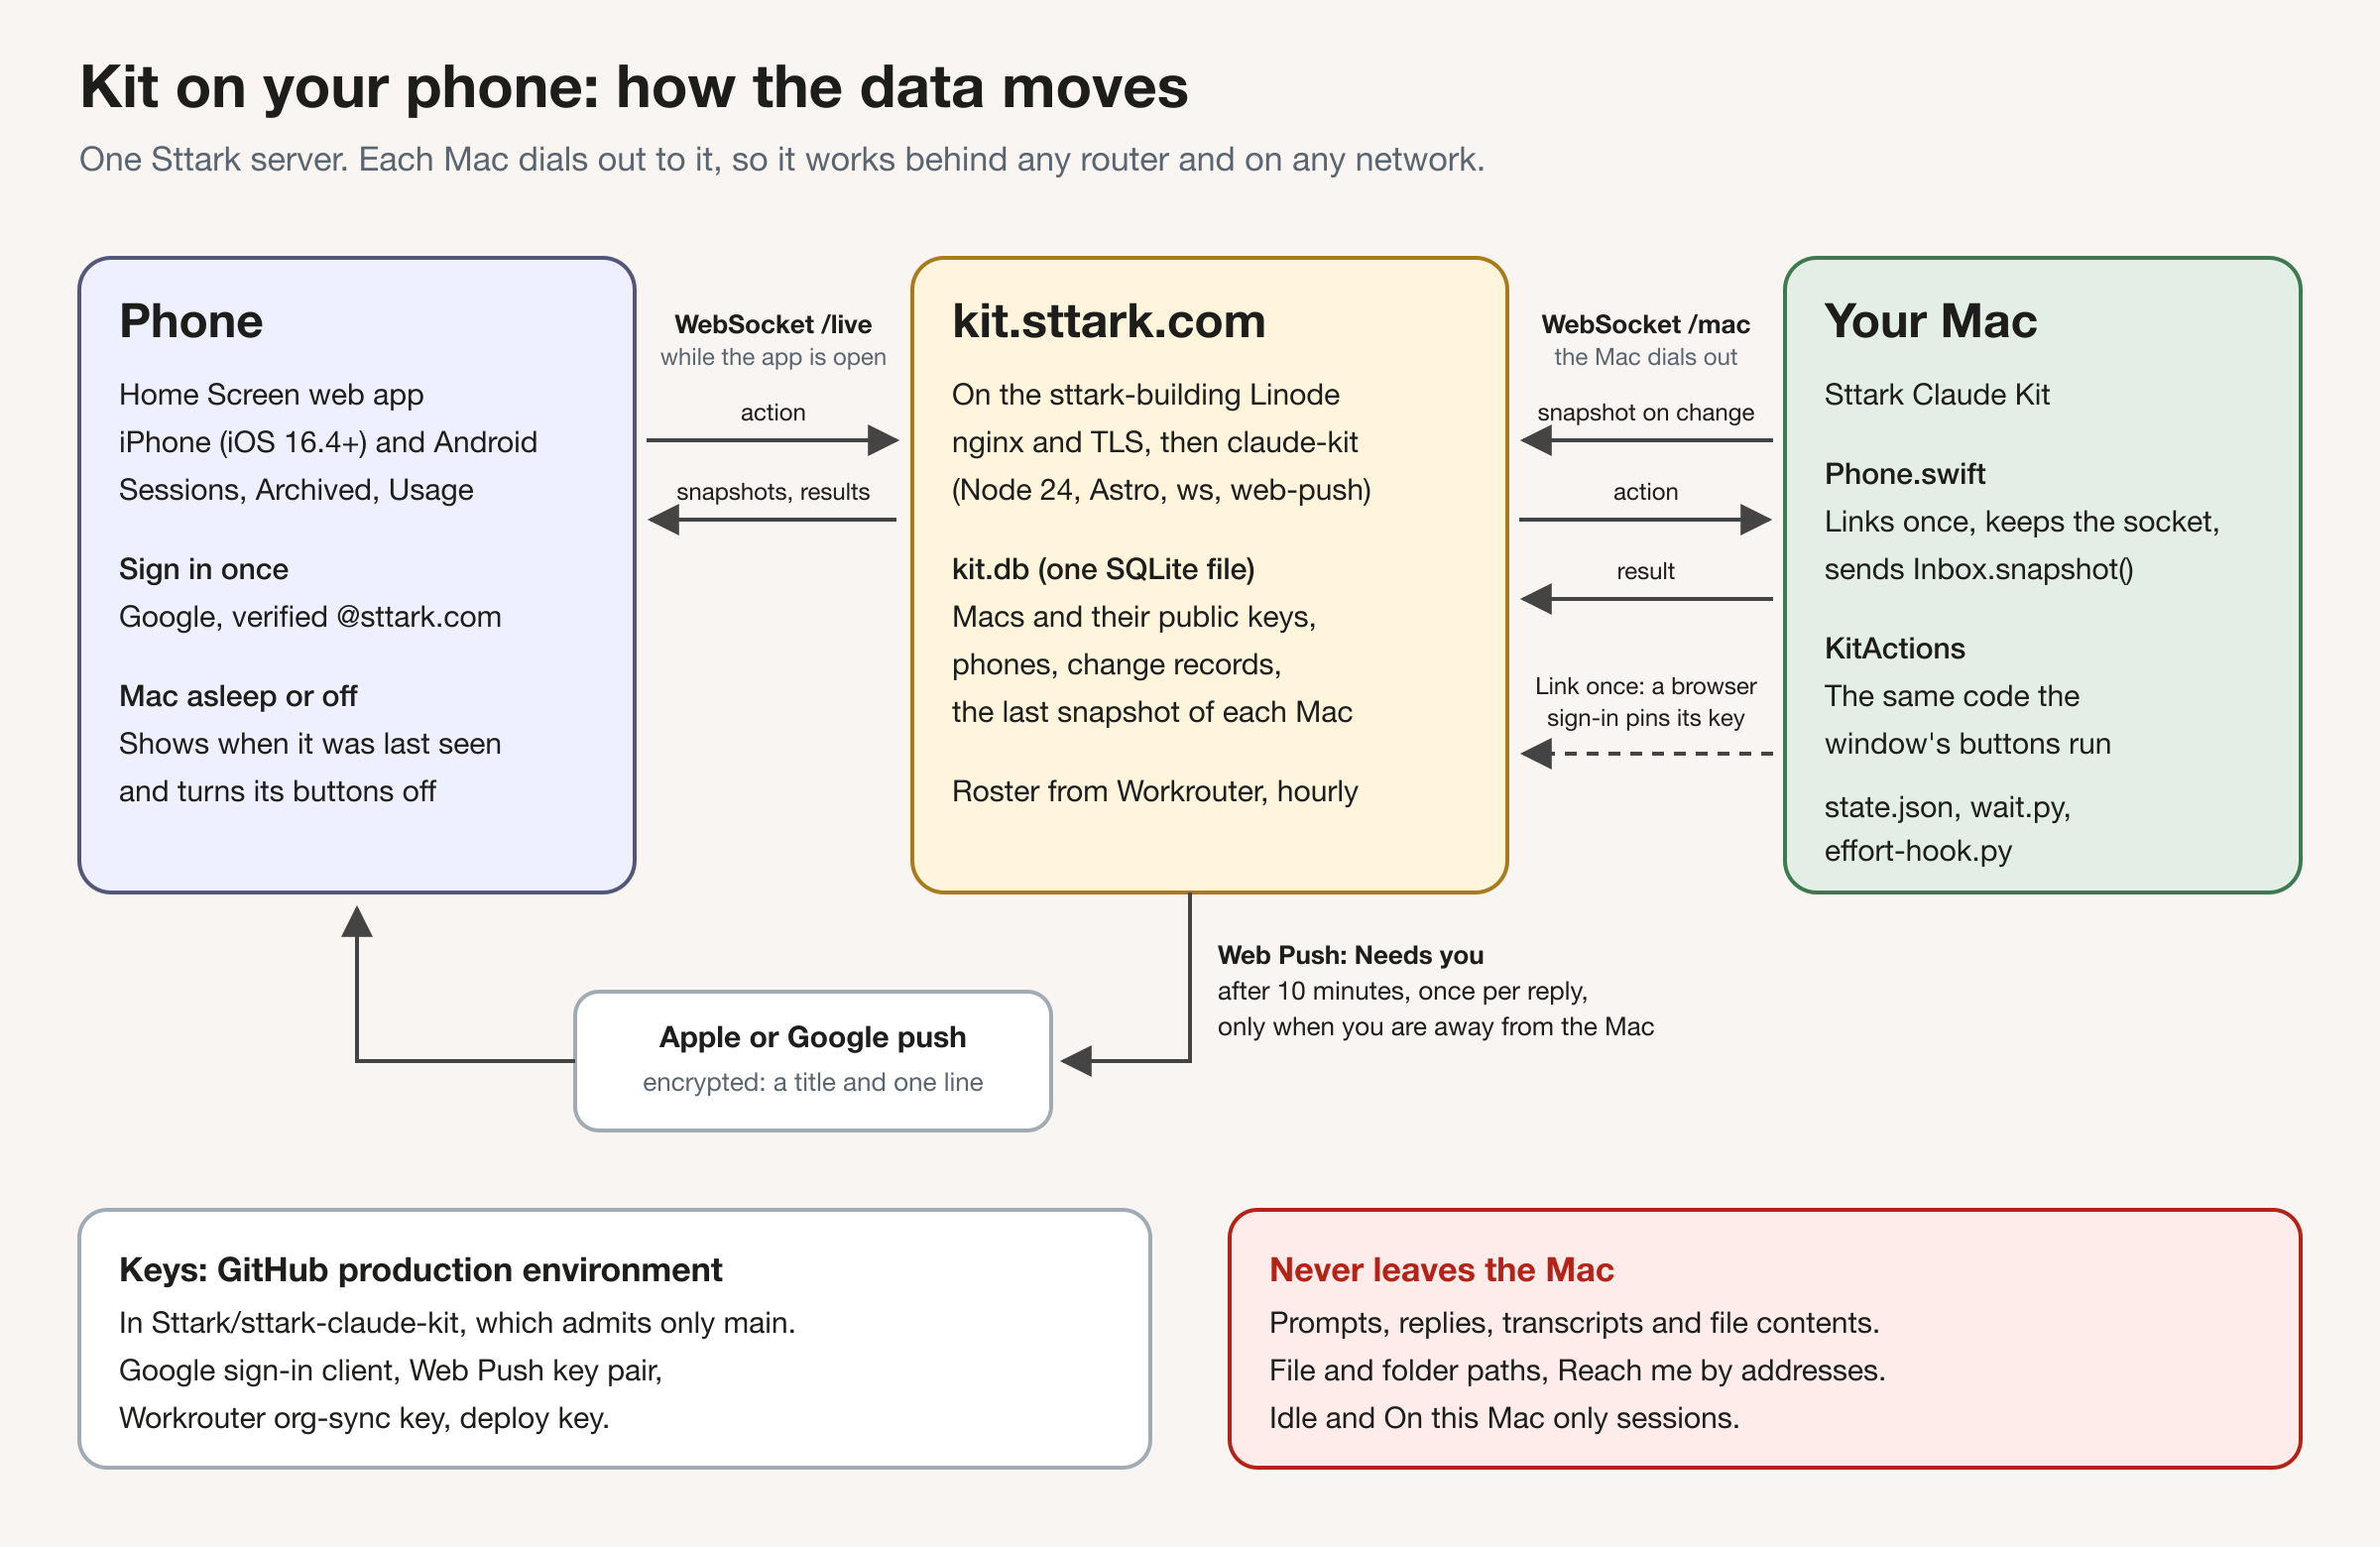 Kit on your phone: how the data moves
One Sttark server. Each Mac dials out to it, so it works behind any router and on any network.
Phone
Home Screen web app
iPhone (iOS 16.4+) and Android
Sessions, Archived, Usage
Sign in once
Google, verified @sttark.com
Mac asleep or off
Shows when it was last seen
and turns its buttons off
WebSocket /live
while the app is open
action
snapshots, results
kit.sttark.com
On the sttark-building Linode
nginx and TLS, then claude-kit
(Node 24, Astro, ws, web-push)
kit.db (one SQLite file)
Macs and their public keys,
phones, change records,
the last snapshot of each Mac
Roster from Workrouter, hourly
WebSocket /mac
the Mac dials out
snapshot on change
action
result
Link once: a browser
sign-in pins its key
Your Mac
Sttark Claude Kit
Phone.swift
Links once, keeps the socket,
sends Inbox.snapshot()
KitActions
The same code the
window's buttons run
state.json, wait.py,
effort-hook.py
Web Push: Needs you
after 10 minutes, once per reply,
only when you are away from the Mac
Apple or Google push
encrypted: a title and one line
Keys: GitHub production environment
In Sttark/sttark-claude-kit, which admits only main.
Google sign-in client, Web Push key pair,
Workrouter org-sync key, deploy key.
Never leaves the Mac
Prompts, replies, transcripts and file contents.
File and folder paths, Reach me by addresses.
Idle and On this Mac only sessions.